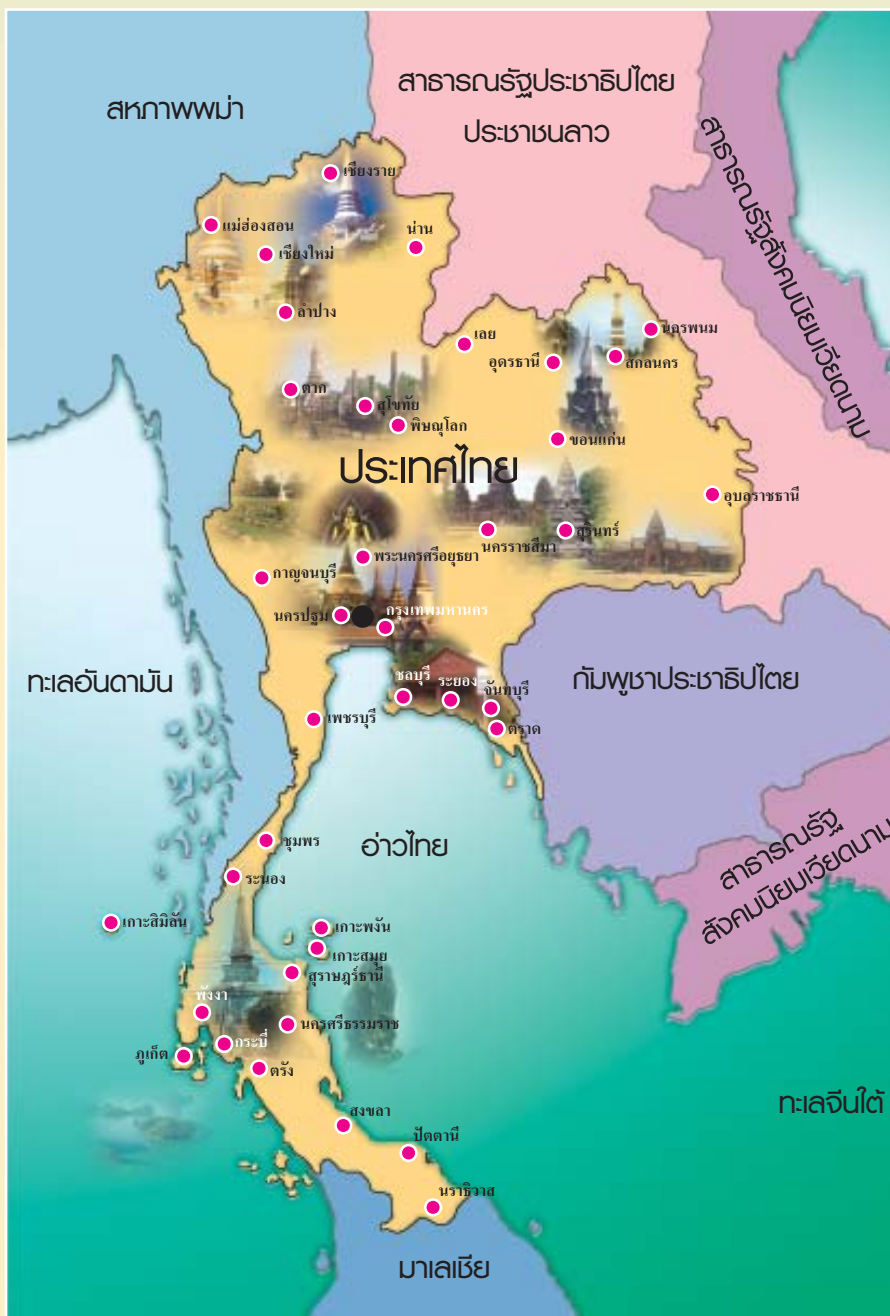 สหภาพพม่า
สาธารณรัฐประชาธิปไตย
ประชาชนลาว
สาธารณรัฐสังคมนิยมเวียดนาม
เชียงราย
แม่ฮ่องสอน
น่าน
เชียงใหม่
ลำปาง
นครพนม
เลย
อุดรธานี
สกลนคร
ตาก
สุโขทัย
พิษณุโลก
ขอนแก่น
ประเทศไทย
อุบลราชธานี
นครราชสีมา
สุรินทร์
พระนครศรีอยุธยา
กาญจนบุรี
นครปฐม
กรุงเทพมหานคร
ทะเลอันดามัน
ชลบุรี
ระยอง
จันทบุรี
กัมพูชาประชาธิปไตย
เพชรบุรี
ตราด
ชุมพร
อ่าวไทย
สาธารณรัฐ
สังคมนิยมเวียดนาม
ระนอง
เกาะสิมิลัน
เกาะพงัน
เกาะสมุย
สุราษฎร์ธานี
พังงา
นครศรีธรรมราช
กระบี่
ภูเก็ต
ตรัง
ทะเลจีนใต้
สงขลา
ปัตตานี
นราธิวาส
มาเลเซีย